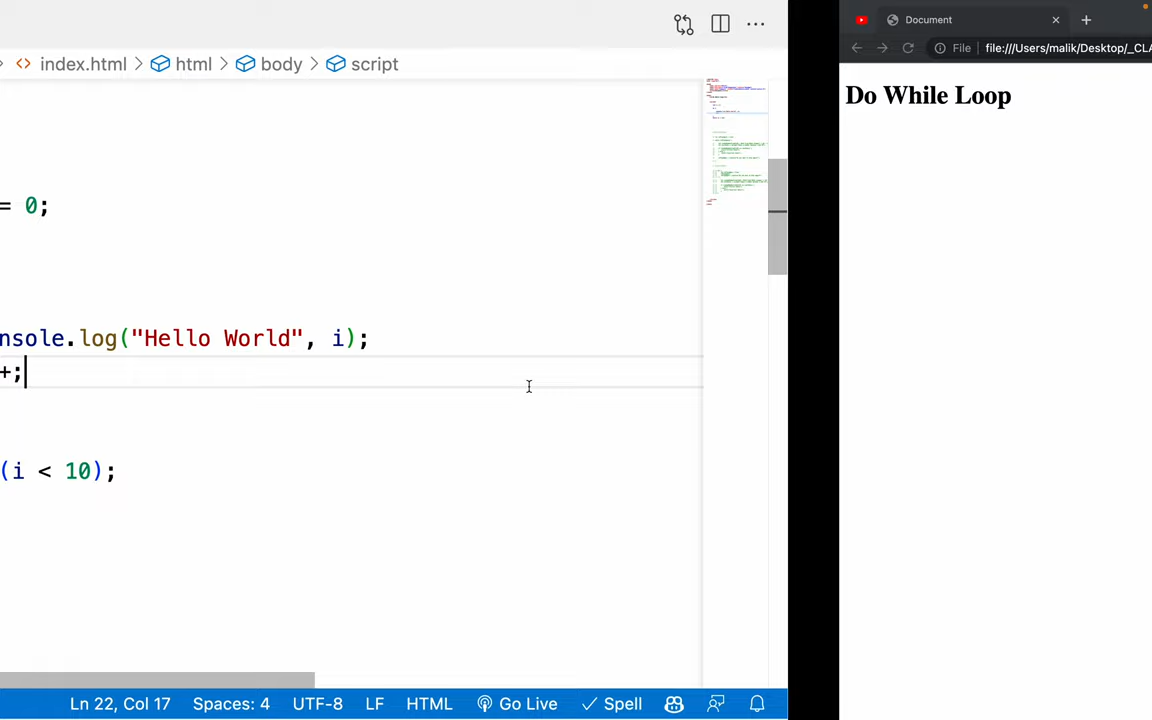 Document
index.html > html > body > script
File file:///Users/malik/Desktop/_CLA
Do While Loop
= 0;
nsole.log("Hello World", i);
+;
(i < 10);
Ln 22, Col 17 Spaces: 4 UTF-8 LF HTML Go Live Spell